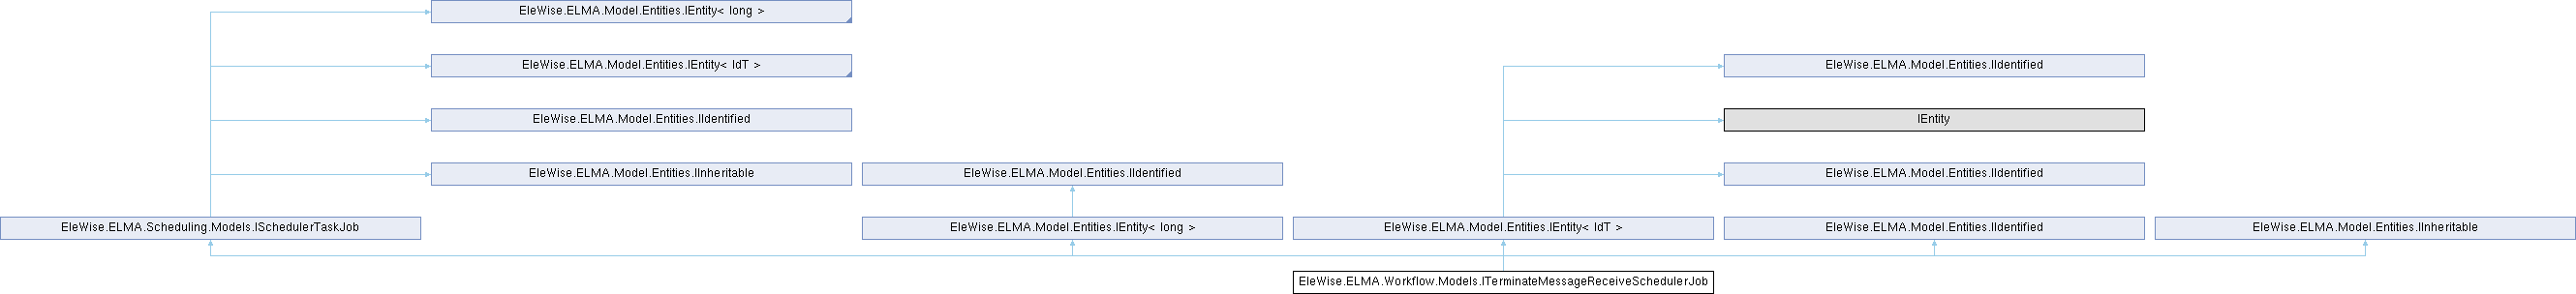 EleWise.ELMA.Model.Entities.IEntity< long >
EleWise.ELMA.Model.Entities.IEntity< IdT >
EleWise.ELMA.Model.Entities.IIdentified
EleWise.ELMA.Model.Entities.IIdentified
IEntity
EleWise.ELMA.Model.Entities.IInheritable
EleWise.ELMA.Model.Entities.IIdentified
EleWise.ELMA.Model.Entities.IIdentified
EleWise.ELMA.Scheduling.Models.ISchedulerTaskJob
EleWise.ELMA.Model.Entities.IEntity< long >
EleWise.ELMA.Model.Entities.IEntity< IdT >
EleWise.ELMA.Model.Entities.IIdentified
EleWise.ELMA.Model.Entities.IInheritable
EleWise.ELMA.Workflow.Models.ITerminateMessageReceiveSchedulerJob